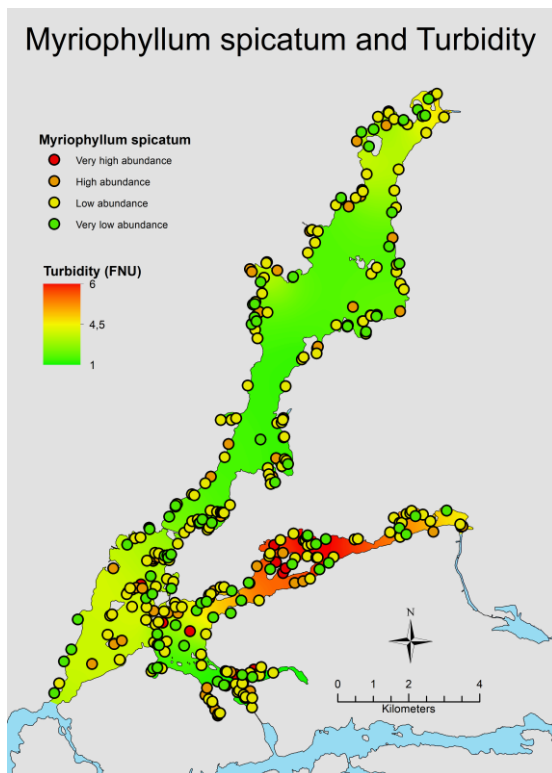 Myriophyllum spicatum and Turbidity
Myriophyllum spicatum
Very high abundance
High abundance
Low abundance
Very low abundance
Turbidity (FNU)
6
4,5
1
N
0 1 2 4
Kilometers